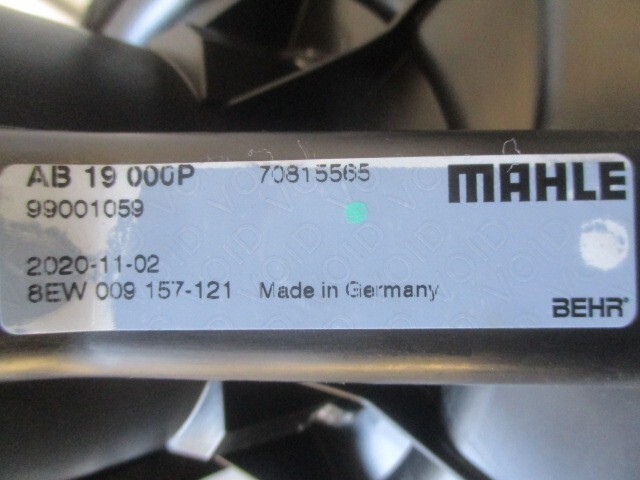 AB 19 000P 70815565 MAHLE
99001059
2020-11-02
8EW 009 157-121 Made in Germany
BEHR®